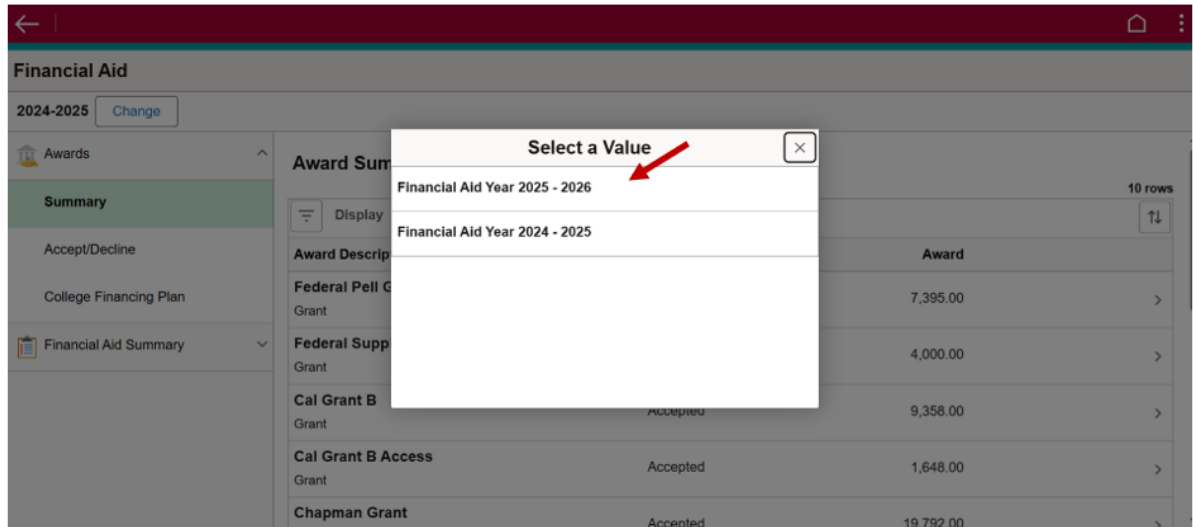 Financial Aid
2024-2025 Change
Awards
Summary
Accept/Decline
College Financing Plan
Financial Aid Summary
Select a Value
Financial Aid Year 2025 - 2026
Financial Aid Year 2024 - 2025
Award Sum
10 rows
Display
Award Descrip Award
Federal Pell G 7,395.00
Grant
Federal Supp 4,000.00
Grant
Cal Grant B Accepted 9,358.00
Grant
Cal Grant B Access Accepted 1,648.00
Grant
Chapman Grant Accepted 19,792.00